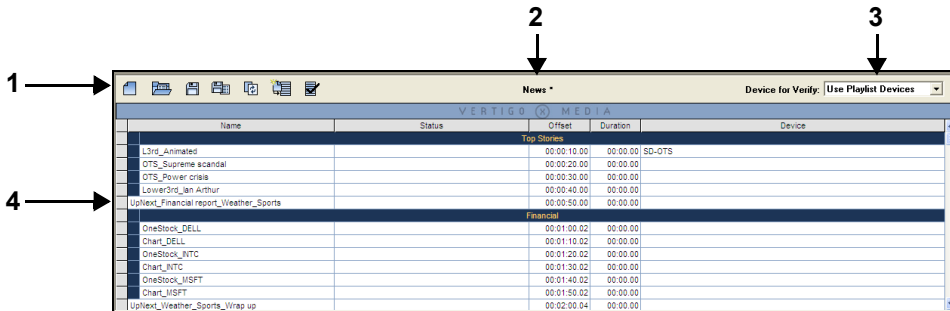 2
3
1
News *
Device for Verify: Use Playlist Devices
VERTIGO X MEDIA
Name Status Offset Duration Device
Top Stories
L3rd_Animated 00:00:10.00 00:00.00 SD-OTS
OTS_Supreme scandal 00:00:20.00 00:00.00
OTS_Power crisis 00:00:30.00 00:00.00
Lower3rd_Ian Arthur 00:00:40.00 00:00.00
4
UpNext_Financial report_Weather_Sports 00:00:50.00 00:00.00
Financial
OneStock_DELL 00:01:00.02 00:00.00
Chart_DELL 00:01:10.02 00:00.00
OneStock_INTC 00:01:20.02 00:00.00
Chart_INTC 00:01:30.02 00:00.00
OneStock_MSFT 00:01:40.02 00:00.00
Chart_MSFT 00:01:50.02 00:00.00
UpNext_Weather_Sports_Wrap up 00:02:00.04 00:00.00